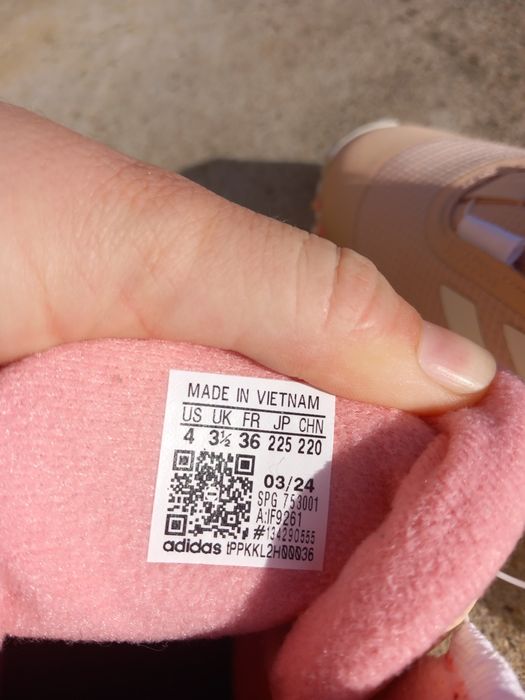 MADE IN VIETNAM
US UK FR JP CHN
4 3½ 36 225 220
03/24
SPG 753001
A:IF9261
#134290555
adidas tPPKKL2H00036